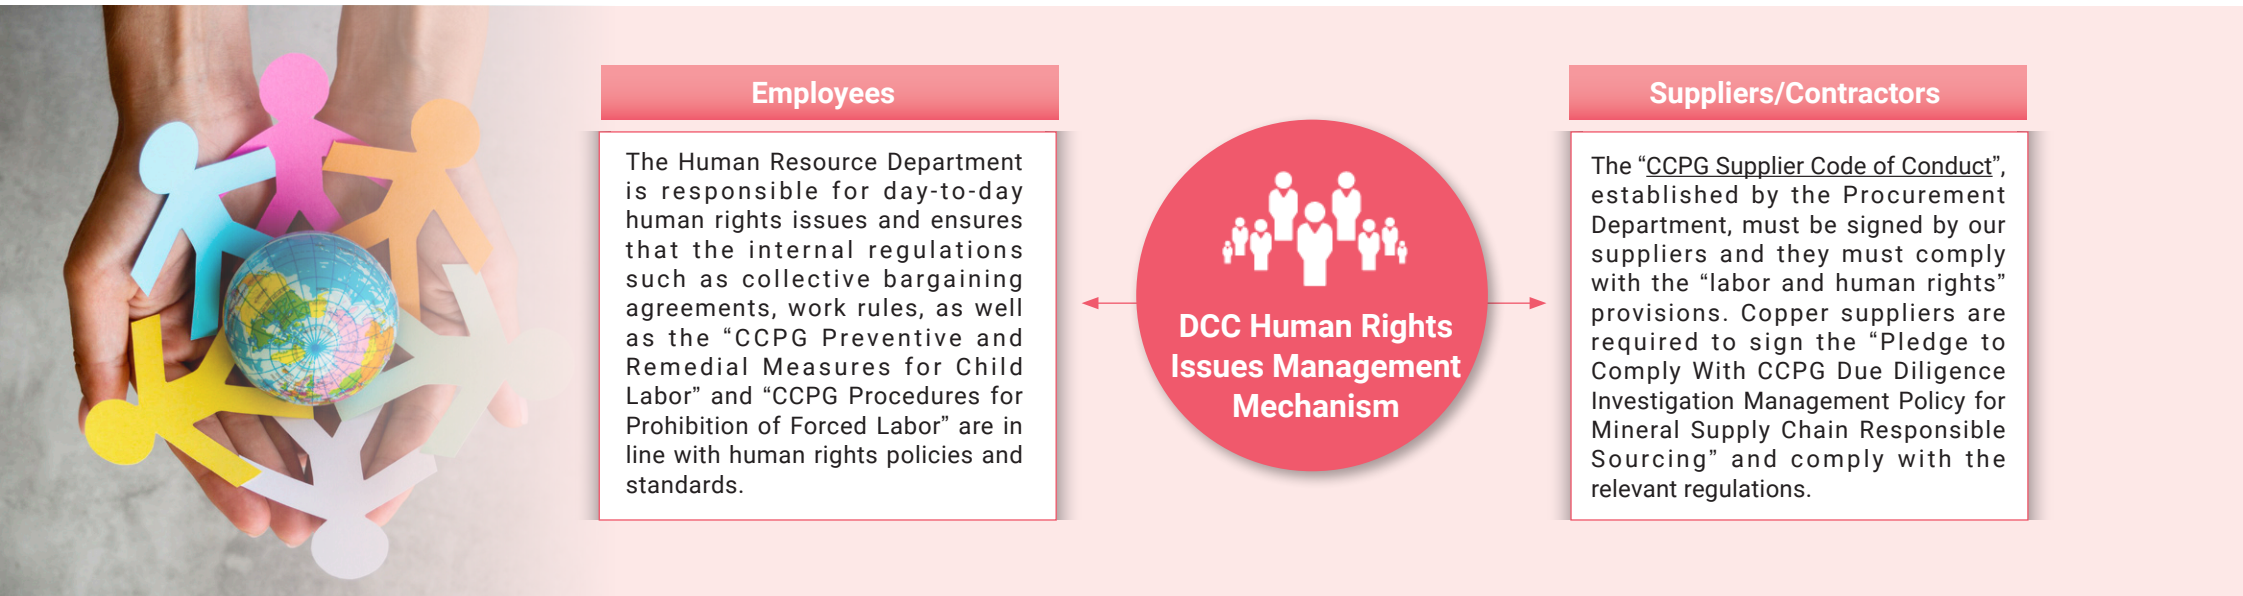 Employees
The Human Resource Department
is responsible for day-to-day
human rights issues and ensures
that the internal regulations
such as collective bargaining
agreements, work rules, as well
as the “CCPG Preventive and
Remedial Measures for Child
Labor” and “CCPG Procedures for
Prohibition of Forced Labor” are in
line with human rights policies and
standards.
DCC Human Rights
Issues Management
Mechanism
Suppliers/Contractors
The “CCPG Supplier Code of Conduct”,
established by the Procurement
Department, must be signed by our
suppliers and they must comply
with the “labor and human rights”
provisions. Copper suppliers are
required to sign the “Pledge to
Comply With CCPG Due Diligence
Investigation Management Policy for
Mineral Supply Chain Responsible
Sourcing” and comply with the
relevant regulations.